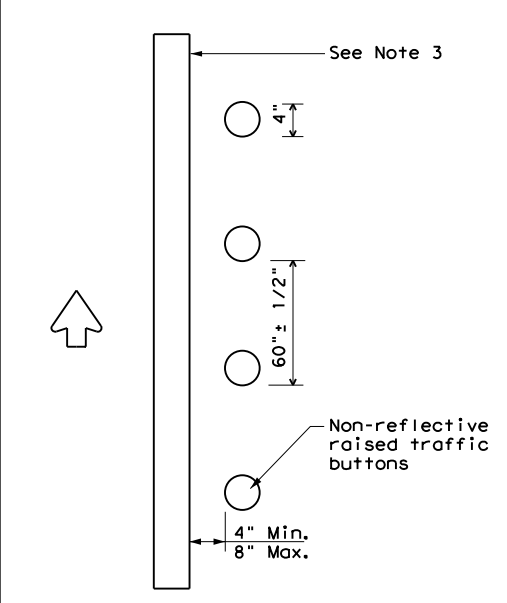 See Note 3
4"
60"± 1/2"
Non-reflective
raised traffic
buttons
4" Min.
8" Max.